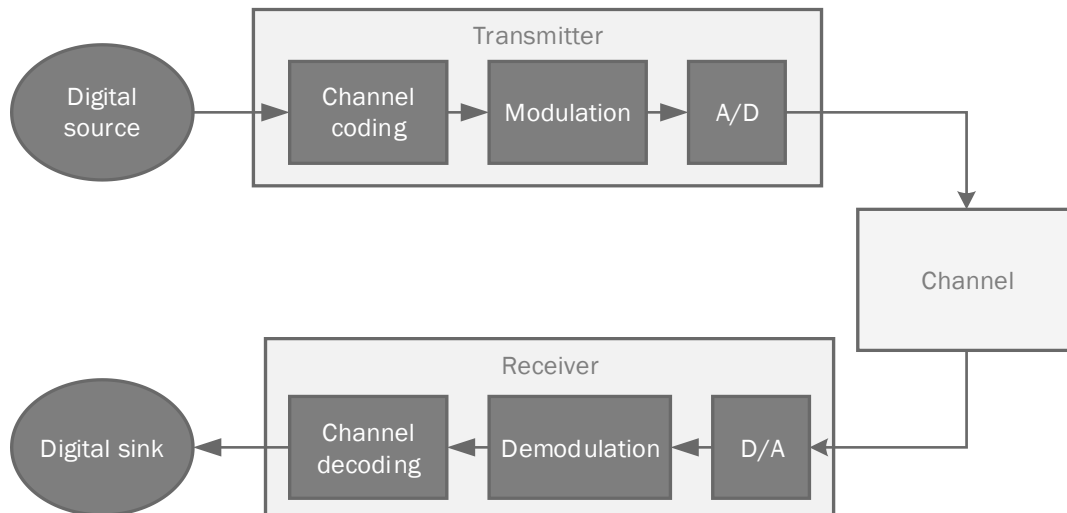 Transmitter
Digital
source
Channel
coding
Modulation
A/D
Channel
Receiver
Digital sink
Channel
decoding
Demodulation
D/A